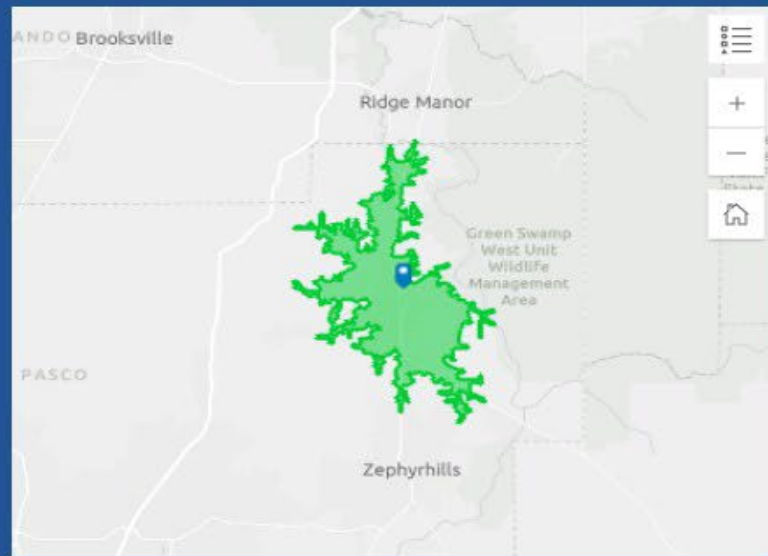 ANDO
Brooksville
Ridge Manor
Green Swamp
West Unit
Wildlife
Management
Area
PASCO
Zephyrhills